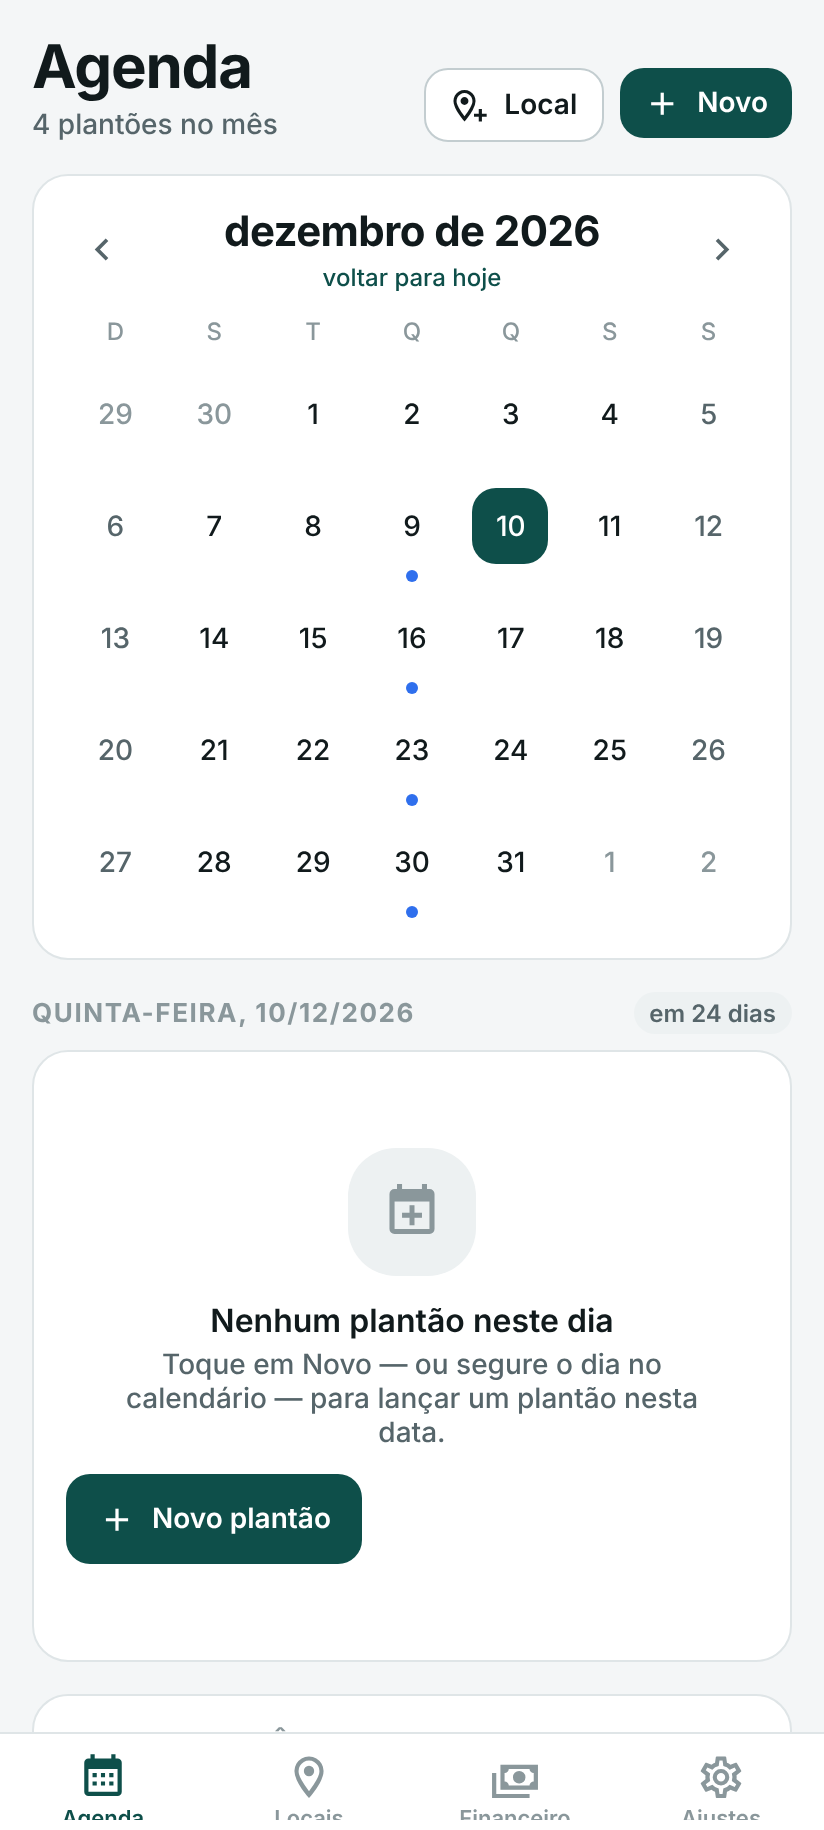 Agenda
4 plantões no mês
Local
Novo
dezembro de 2026
voltar para hoje
D S T Q Q S S
29 30 1 2 3 4 5
6 7 8 9 10 11 12
13 14 15 16 17 18 19
20 21 22 23 24 25 26
27 28 29 30 31 1 2
QUINTA-FEIRA, 10/12/2026
em 24 dias
Nenhum plantão neste dia
Toque em Novo — ou segure o dia no
calendário — para lançar um plantão nesta
data.
Novo plantão
Agenda Locais Financeiro Ajustes